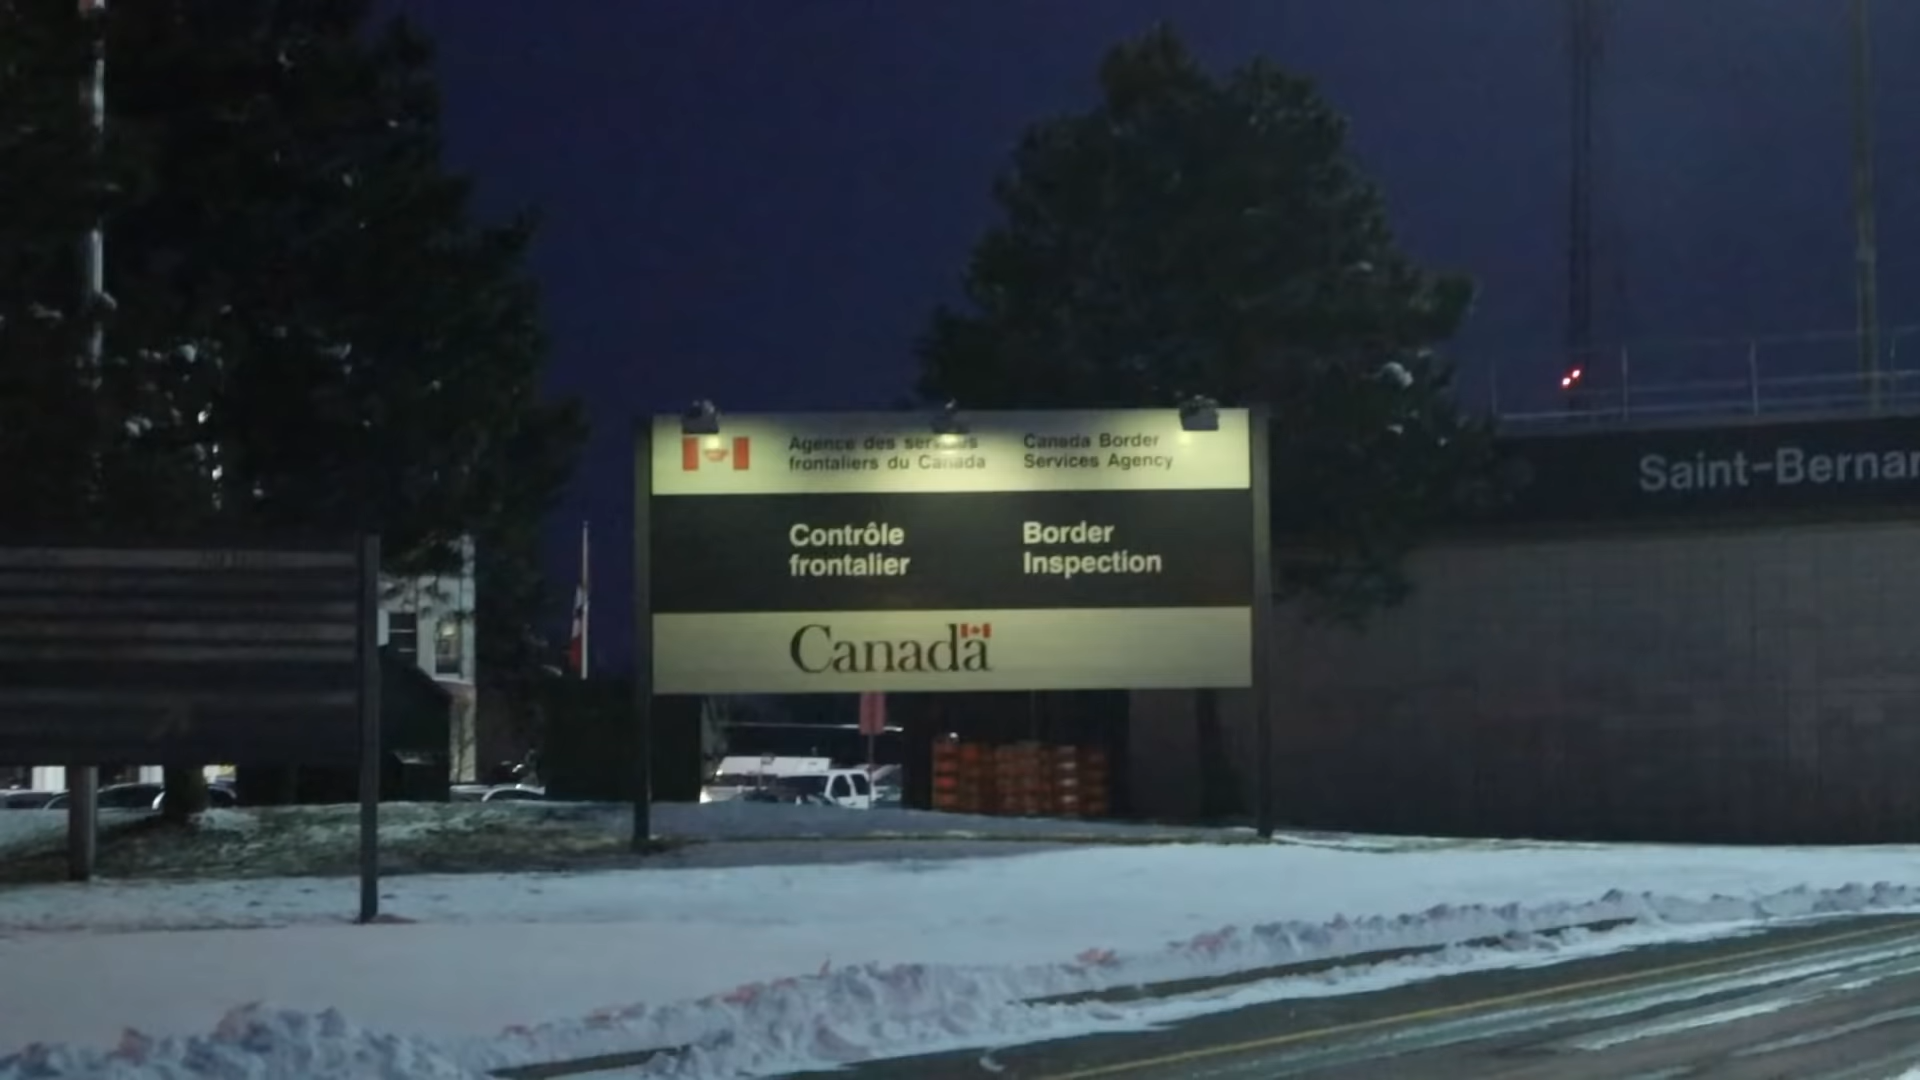 Agence des services
frontaliers du Canada
Canada Border
Services Agency
Contrôle
frontalier
Border
Inspection
Canada
Saint-Bernar